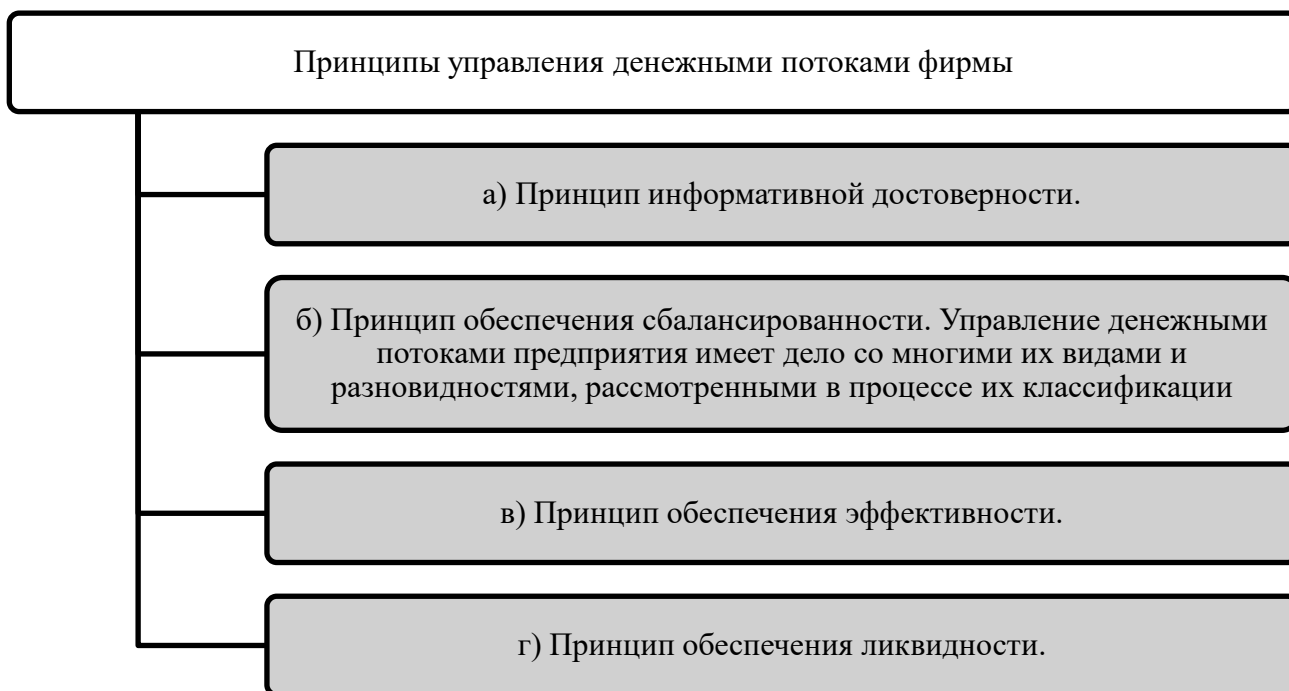 Принципы управления денежными потоками фирмы
а) Принцип информативной достоверности.
б) Принцип обеспечения сбалансированности. Управление денежными
потоками предприятия имеет дело со многими их видами и
разновидностями, рассмотренными в процессе их классификации
в) Принцип обеспечения эффективности.
г) Принцип обеспечения ликвидности.